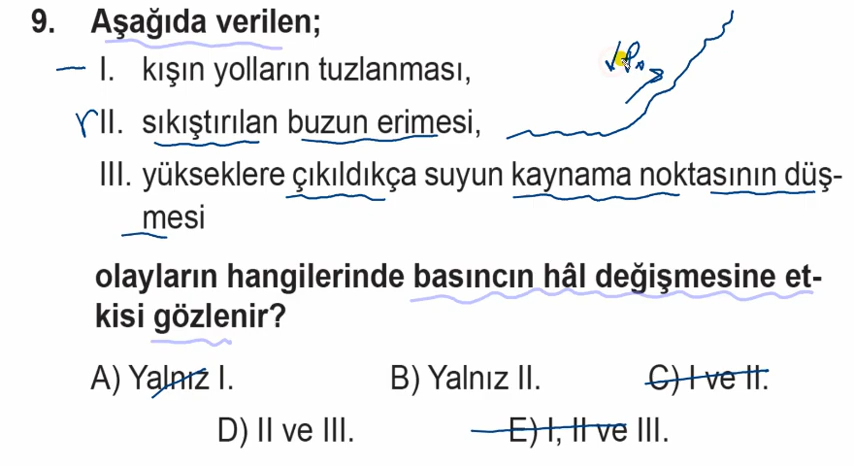 9. Aşağıda verilen;
I. kışın yolların tuzlanması,
II. sıkıştırılan buzun erimesi,
III. yükseklere çıkıldıkça suyun kaynama noktasının düş-
mesi
olayların hangilerinde basıncın hâl değişmesine et-
kisi gözlenir?
A) Yalnız I. B) Yalnız II. C) I ve II.
D) II ve III. E) I, II ve III.